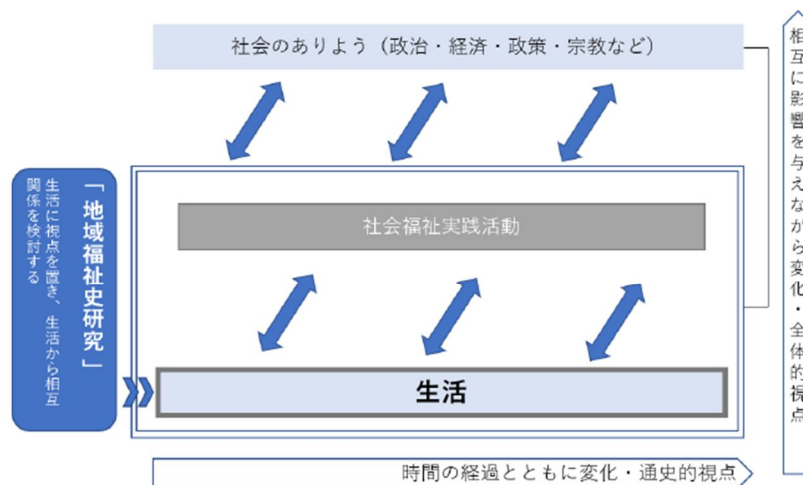 社会のありよう（政治・経済・政策・宗教など）
相互に影響を与えながら変化・全体的視点
「地域福祉史研究」
生活に視点を置き、生活から相互
関係を検討する
社会福祉実践活動
生活
時間の経過とともに変化・通史的視点